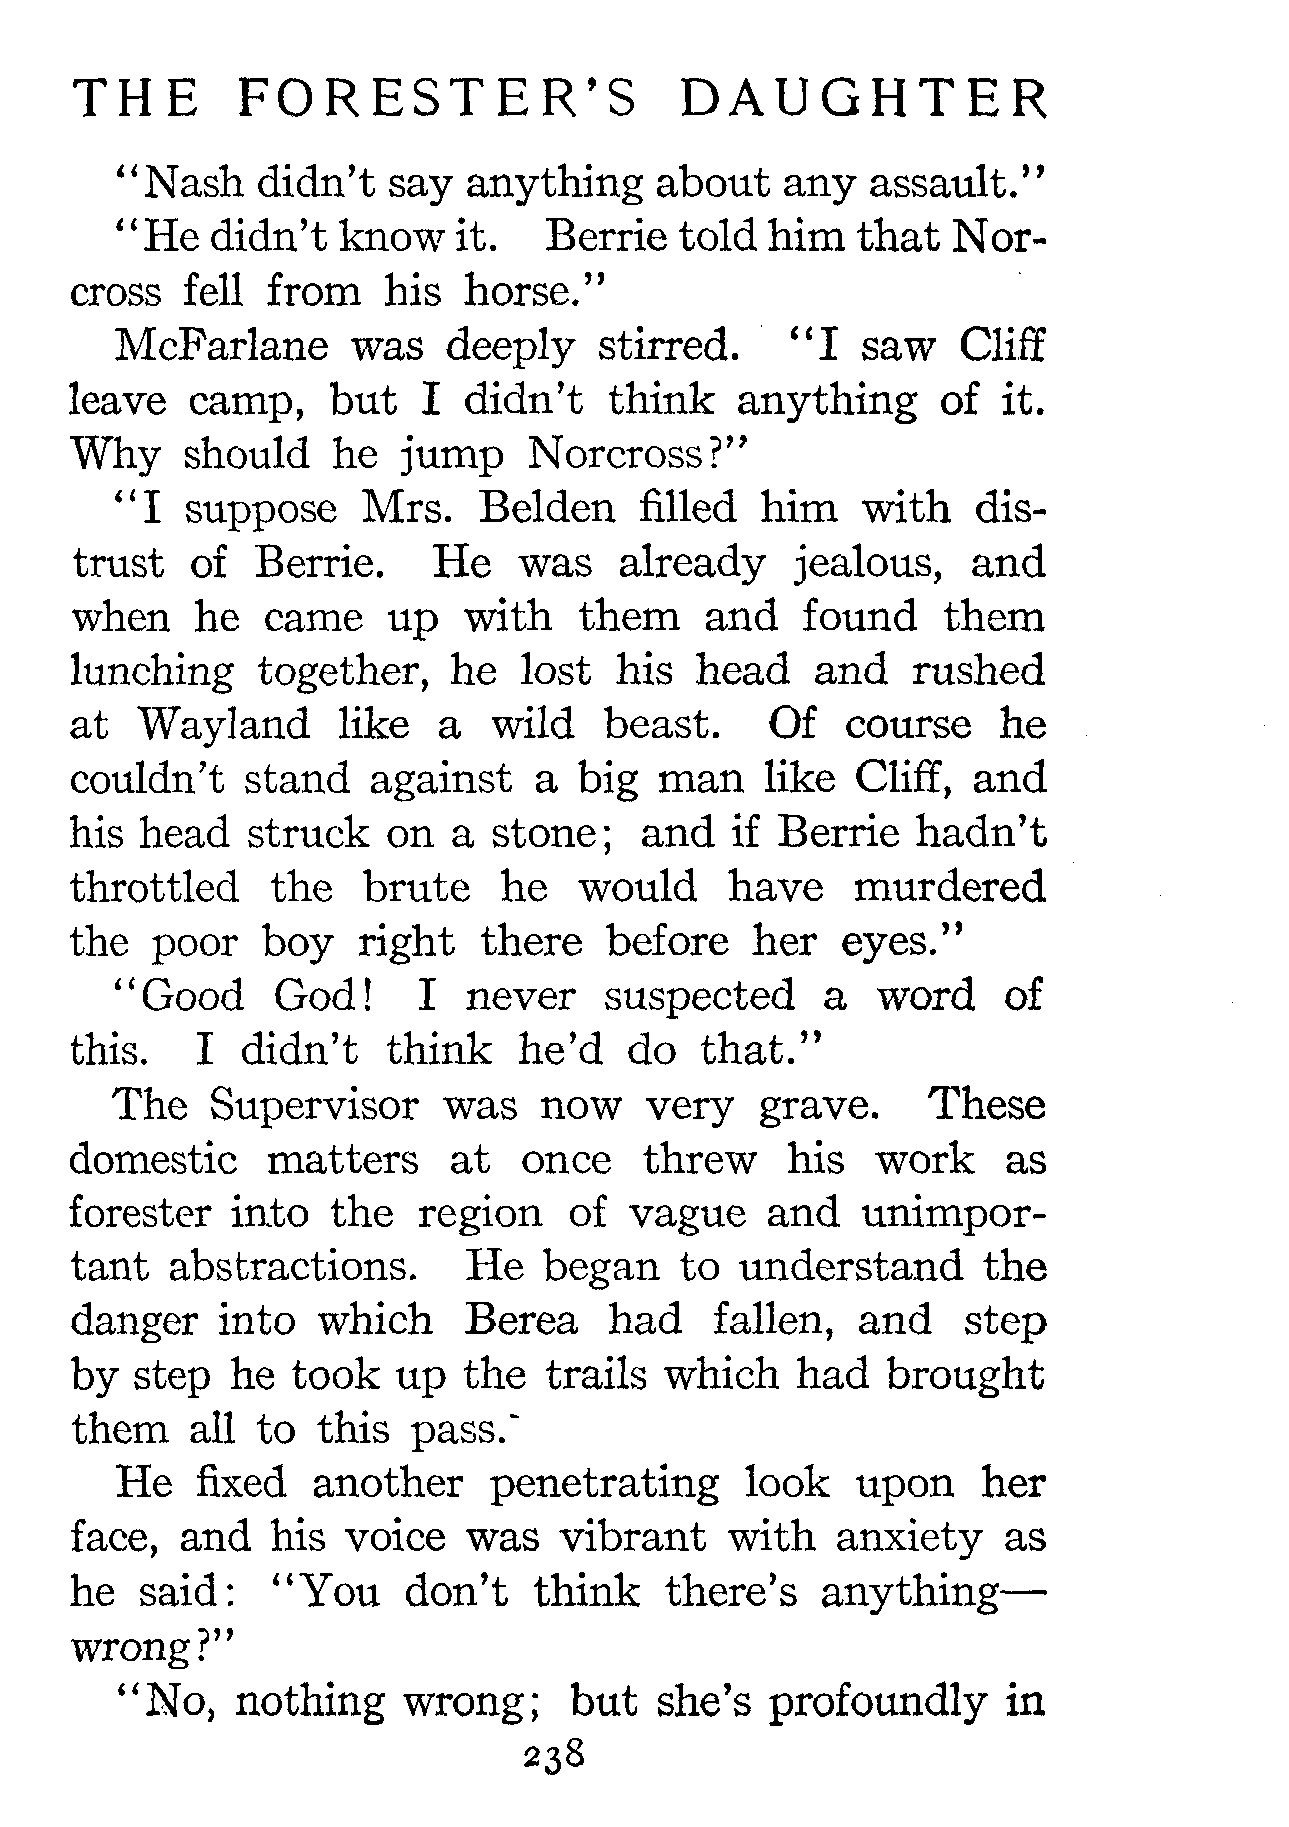 THE FORESTER'S DAUGHTER
"Nash didn't say anything about any assault."
"He didn't know it. Berrie told him that Nor-
cross fell from his horse."
McFarlane was deeply stirred. "I saw Cliff
leave camp, but I didn't think anything of it.
Why should he jump Norcross?"
"I suppose Mrs. Belden filled him with dis-
trust of Berrie. He was already jealous, and
when he came up with them and found them
lunching together, he lost his head and rushed
at Wayland like a wild beast. Of course he
couldn't stand against a big man like Cliff, and
his head struck on a stone; and if Berrie hadn't
throttled the brute he would have murdered
the poor boy right there before her eyes."
"Good God! I never suspected a word of
this. I didn't think he'd do that."
The Supervisor was now very grave. These
domestic matters at once threw his work as
forester into the region of vague and unimpor-
tant abstractions. He began to understand the
danger into which Berea had fallen, and step
by step he took up the trails which had brought
them all to this pass.
He fixed another penetrating look upon her
face, and his voice was vibrant with anxiety as
he said: "You don't think there's anything—
wrong?"
"No, nothing wrong; but she's profoundly in
238